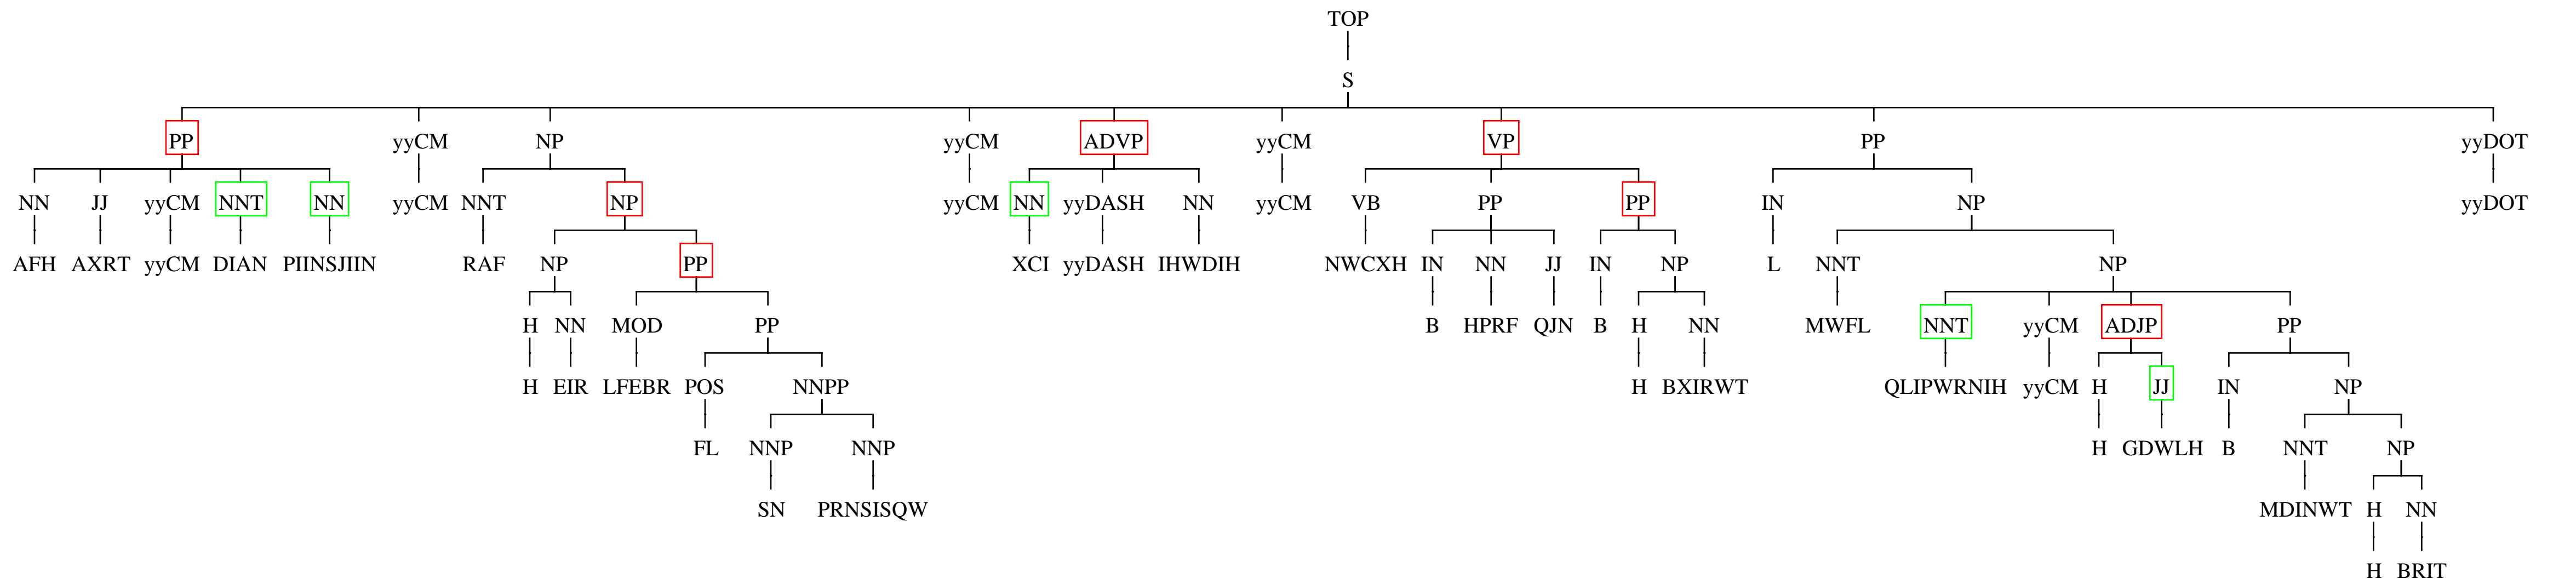 TOP
S
PP yyCM NP yyCM ADVP yyCM VP PP yyDOT
NN JJ yyCM NNT NN yyCM NNT NP yyCM NN yyDASH NN yyCM VB PP PP IN NP yyDOT
AFH AXRT yyCM DIAN PIINSJIIN RAF NP PP XCI yyDASH IHWDIH NWCXH IN NN JJ IN NP L NNT NP
H NN MOD PP B HPRF QJN B H NN MWFL NNT yyCM ADJP PP
H EIR LFEBR POS NNPP H BXIRWT QLIPWRNIH yyCM H JJ IN NP
FL NNP NNP H GDWLH B NNT NP
SN PRNSISQW MDINWT H NN
H BRIT